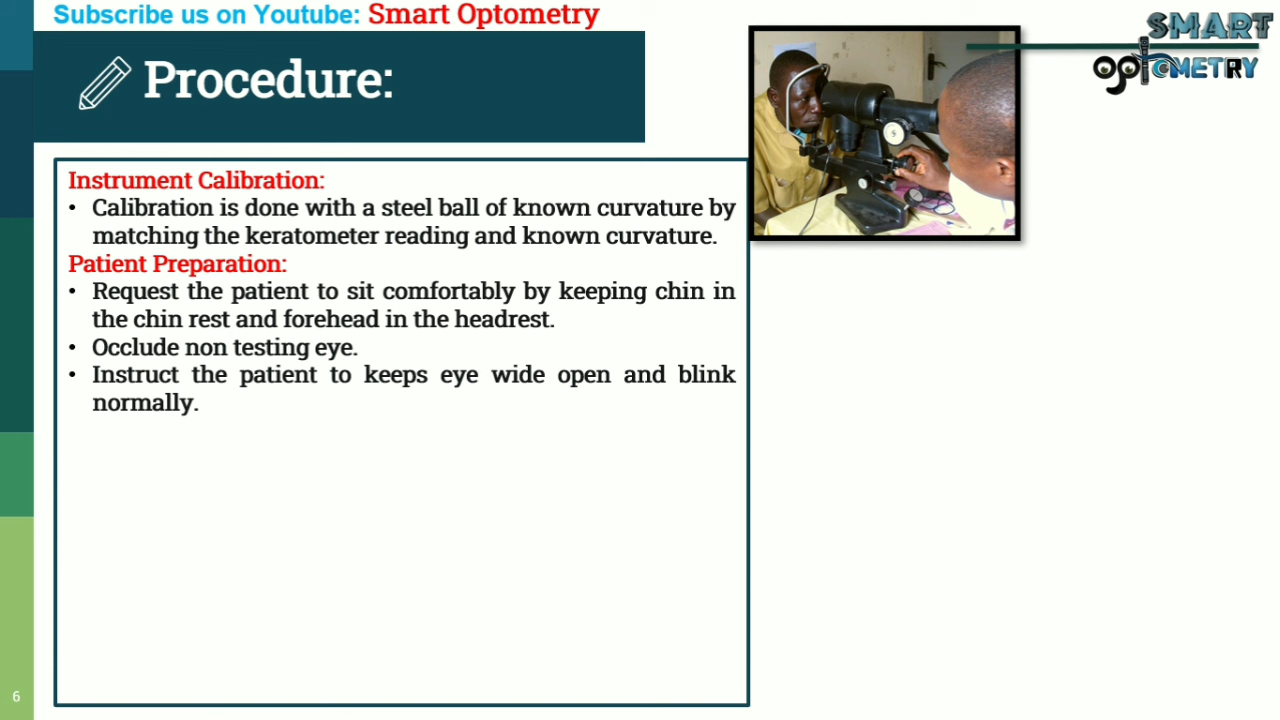 Subscribe us on Youtube: Smart Optometry
SMART
OPTOMETRY
Procedure:
Instrument Calibration:
• Calibration is done with a steel ball of known curvature by
matching the keratometer reading and known curvature.
Patient Preparation:
• Request the patient to sit comfortably by keeping chin in
the chin rest and forehead in the headrest.
• Occlude non testing eye.
• Instruct the patient to keeps eye wide open and blink
normally.
6